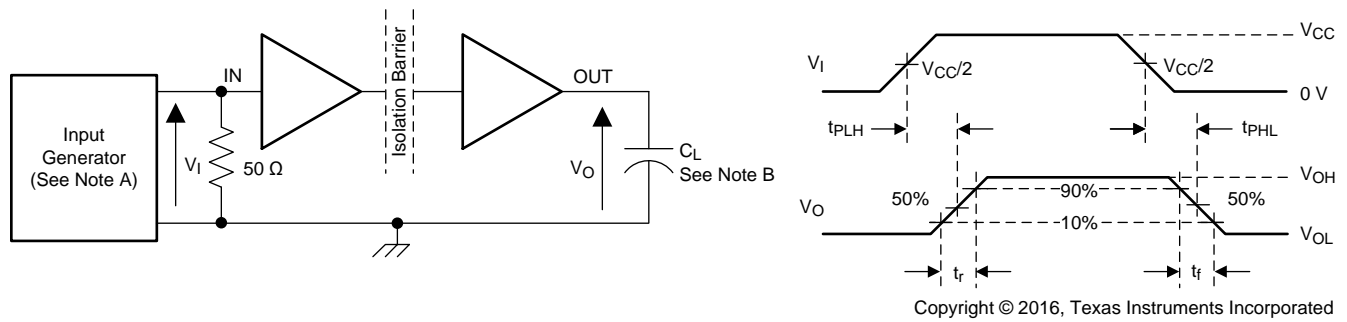 Input
Generator
(See Note A)
VI
IN
50 Ω
Isolation Barrier
OUT
VO
CL
See Note B
VI
VCC/2
VCC/2
VCC
0 V
tPLH
tPHL
VO
50%
90%
10%
50%
VOH
VOL
tr
tf
Copyright © 2016, Texas Instruments Incorporated